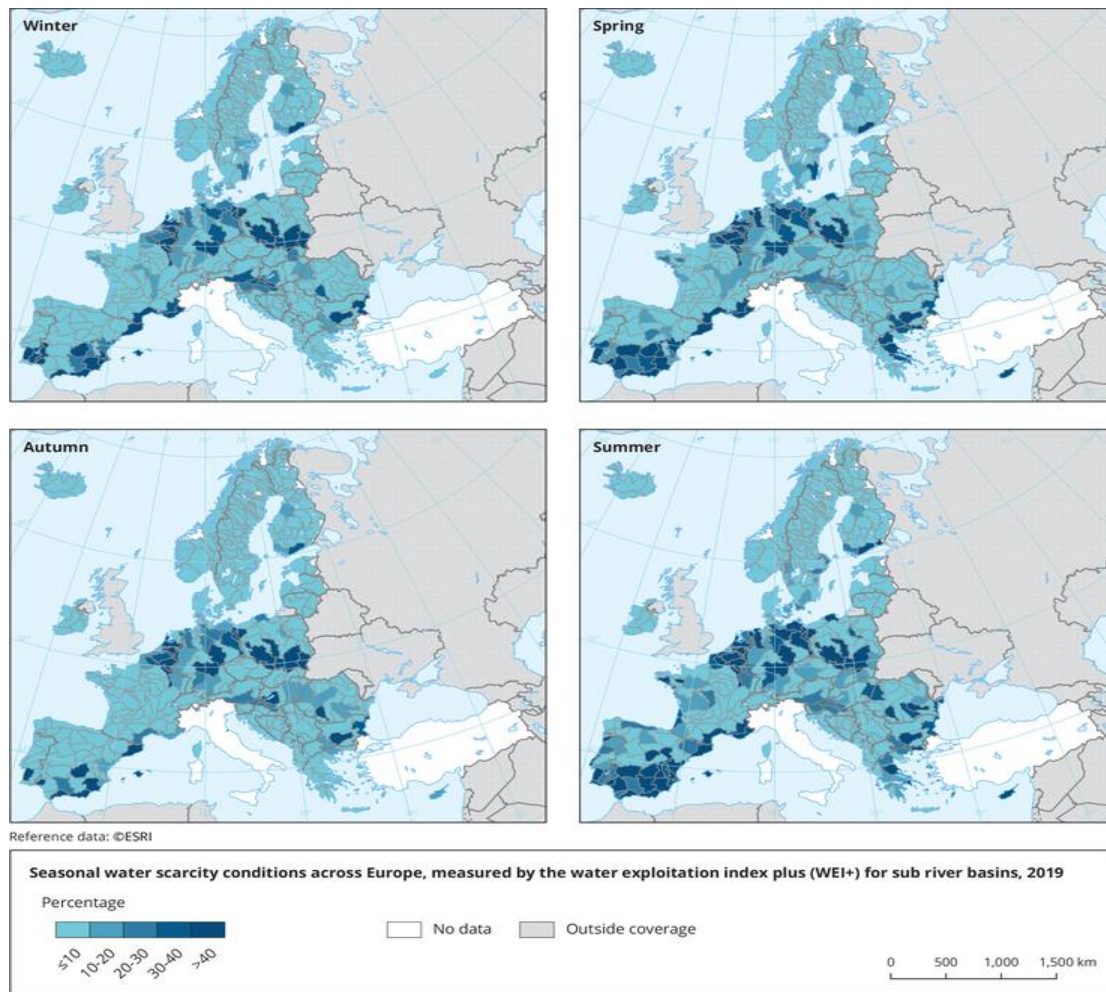 Winter
Spring
Autumn
Summer
Reference data: ©ESRI
Seasonal water scarcity conditions across Europe, measured by the water exploitation index plus (WEI+) for sub river basins, 2019
Percentage
≤10
10-20
20-30
30-40
>40
No data
Outside coverage
0 500 1,000 1,500 km